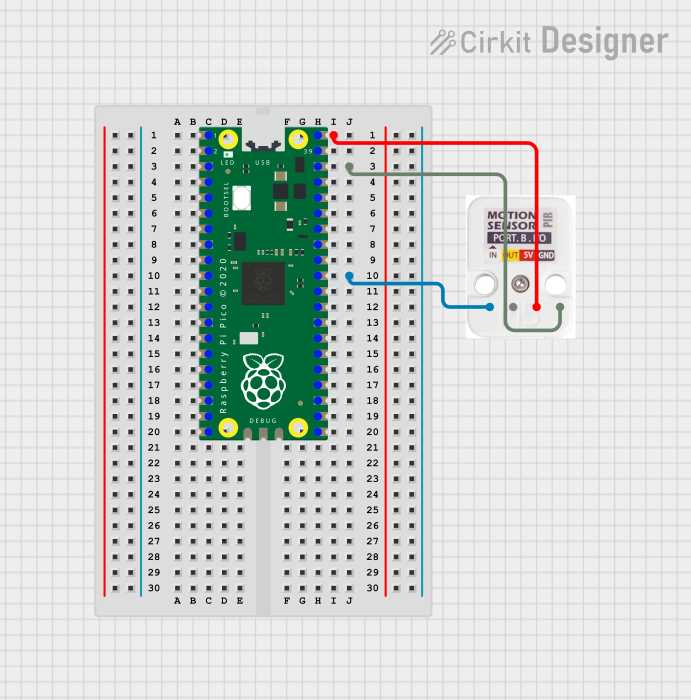 Cirkit Designer
A B C D E F G H I J
1 1
2 2
3 3
4 4
5 5
6 6
7 7
8 8
9 9
10 10
11 11
12 12
13 13
14 14
15 15
16 16
17 17
18 18
19 19
20 20
21 21
22 22
23 23
24 24
25 25
26 26
27 27
28 28
29 29
30 30
A B C D E F G H I J
1
2 39
LED USB
BOOTSEL
Raspberry Pi Pico © 2020
DEBUG
MOTION
SENSOR
PIR
PORT.B.I/O
IN OUT 5V GND